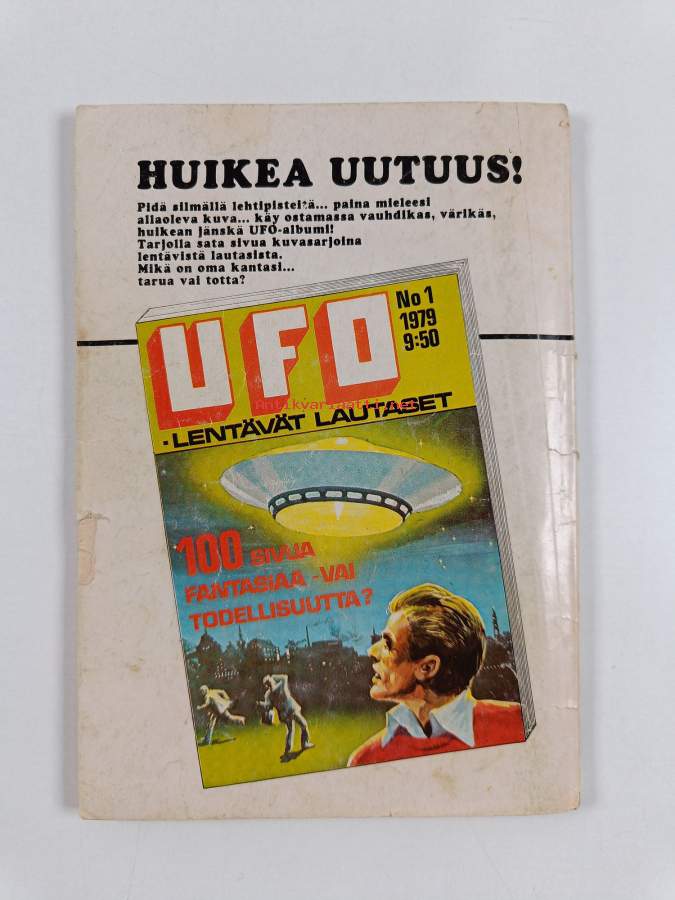 HUIKEA UUTUUS!
Pidä silmällä lehtipisteitä... paina mieleesi
allaoleva kuva... käy ostamassa vauhdikas, värikäs,
huikean jänskä UFO-albumi!
Tarjolla sata sivua kuvasarjoina
lentävistä lautasista.
Mikä on oma kantasi...
tarua vai totta?
UFO
No 1
1979
9:50
Antikvariaatti.net
-LENTÄVÄT LAUTASET
100 SIVUA
FANTASIAA - VAI
TODELLISUUTTA?